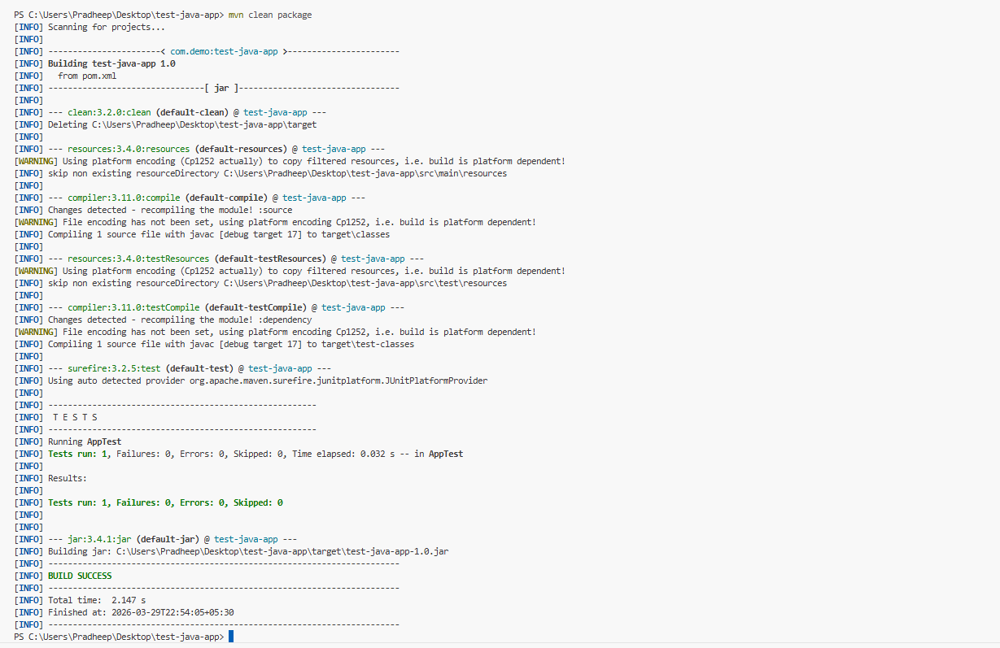 PS C:\Users\Pradheep\Desktop\test-java-app> mvn clean package
[INFO] Scanning for projects...
[INFO]
[INFO] -----------------------< com.demo:test-java-app >-----------------------
[INFO] Building test-java-app 1.0
[INFO]   from pom.xml
[INFO] --------------------------------[ jar ]---------------------------------
[INFO]
[INFO] --- clean:3.2.0:clean (default-clean) @ test-java-app ---
[INFO] Deleting C:\Users\Pradheep\Desktop\test-java-app\target
[INFO]
[INFO] --- resources:3.4.0:resources (default-resources) @ test-java-app ---
[WARNING] Using platform encoding (Cp1252 actually) to copy filtered resources, i.e. build is platform dependent!
[INFO] skip non existing resourceDirectory C:\Users\Pradheep\Desktop\test-java-app\src\main\resources
[INFO]
[INFO] --- compiler:3.11.0:compile (default-compile) @ test-java-app ---
[INFO] Changes detected - recompiling the module! :source
[WARNING] File encoding has not been set, using platform encoding Cp1252, i.e. build is platform dependent!
[INFO] Compiling 1 source file with javac [debug target 17] to target\classes
[INFO]
[INFO] --- resources:3.4.0:testResources (default-testResources) @ test-java-app ---
[WARNING] Using platform encoding (Cp1252 actually) to copy filtered resources, i.e. build is platform dependent!
[INFO] skip non existing resourceDirectory C:\Users\Pradheep\Desktop\test-java-app\src\test\resources
[INFO]
[INFO] --- compiler:3.11.0:testCompile (default-testCompile) @ test-java-app ---
[INFO] Changes detected - recompiling the module! :dependency
[WARNING] File encoding has not been set, using platform encoding Cp1252, i.e. build is platform dependent!
[INFO] Compiling 1 source file with javac [debug target 17] to target\test-classes
[INFO]
[INFO] --- surefire:3.2.5:test (default-test) @ test-java-app ---
[INFO] Using auto detected provider org.apache.maven.surefire.junitplatform.JUnitPlatformProvider
[INFO]
[INFO] -------------------------------------------------------
[INFO]  T E S T S
[INFO] -------------------------------------------------------
[INFO] Running AppTest
[INFO] Tests run: 1, Failures: 0, Errors: 0, Skipped: 0, Time elapsed: 0.032 s -- in AppTest
[INFO]
[INFO] Results:
[INFO]
[INFO] Tests run: 1, Failures: 0, Errors: 0, Skipped: 0
[INFO]
[INFO]
[INFO] --- jar:3.4.1:jar (default-jar) @ test-java-app ---
[INFO] Building jar: C:\Users\Pradheep\Desktop\test-java-app\target\test-java-app-1.0.jar
[INFO] ------------------------------------------------------------------------
[INFO] BUILD SUCCESS
[INFO] ------------------------------------------------------------------------
[INFO] Total time:  2.147 s
[INFO] Finished at: 2026-03-29T22:54:05+05:30
[INFO] ------------------------------------------------------------------------
PS C:\Users\Pradheep\Desktop\test-java-app>